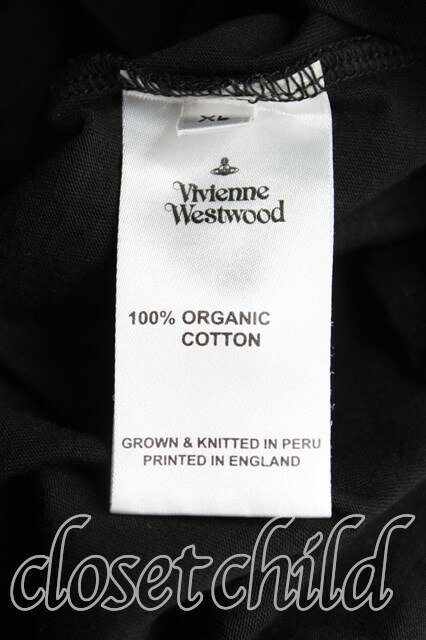 XL
Vivienne
Westwood
100% ORGANIC
COTTON
GROWN & KNITTED IN PERU
PRINTED IN ENGLAND
closet child